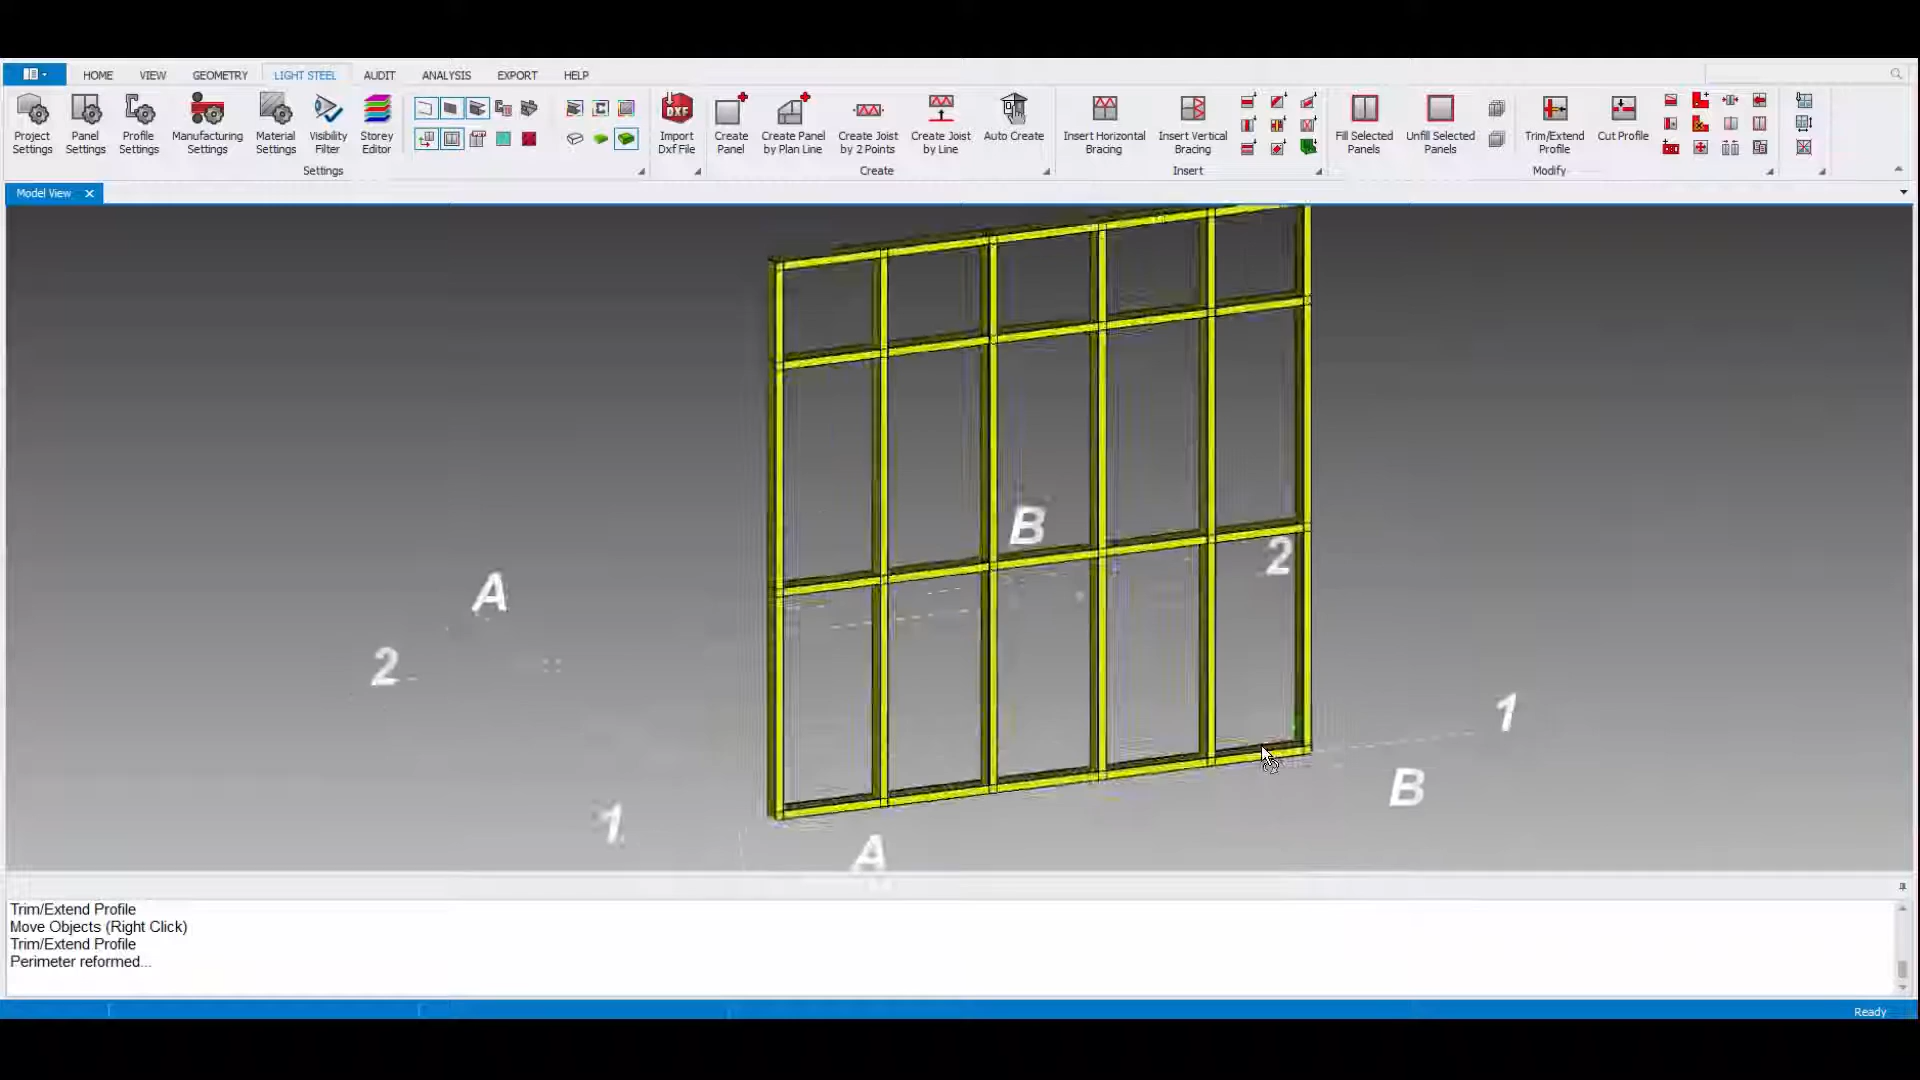 HOME VIEW GEOMETRY LIGHT STEEL AUDIT ANALYSIS EXPORT HELP
Project Settings
Panel Settings
Profile Settings
Manufacturing Settings
Material Settings
Visibility Filter
Storey Editor
DXF
Import Dxf File
Create Panel
Create Panel by Plan Line
Create Joist by 2 Points
Create Joist by Line
Auto Create
Insert Horizontal Bracing
Insert Vertical Bracing
Fill Selected Panels
Unfill Selected Panels
Trim/Extend Profile
Cut Profile
Settings Create Insert Modify
Model View
B
2
A
2
1
B
1
A
Trim/Extend Profile
Move Objects (Right Click)
Trim/Extend Profile
Perimeter reformed...
Ready